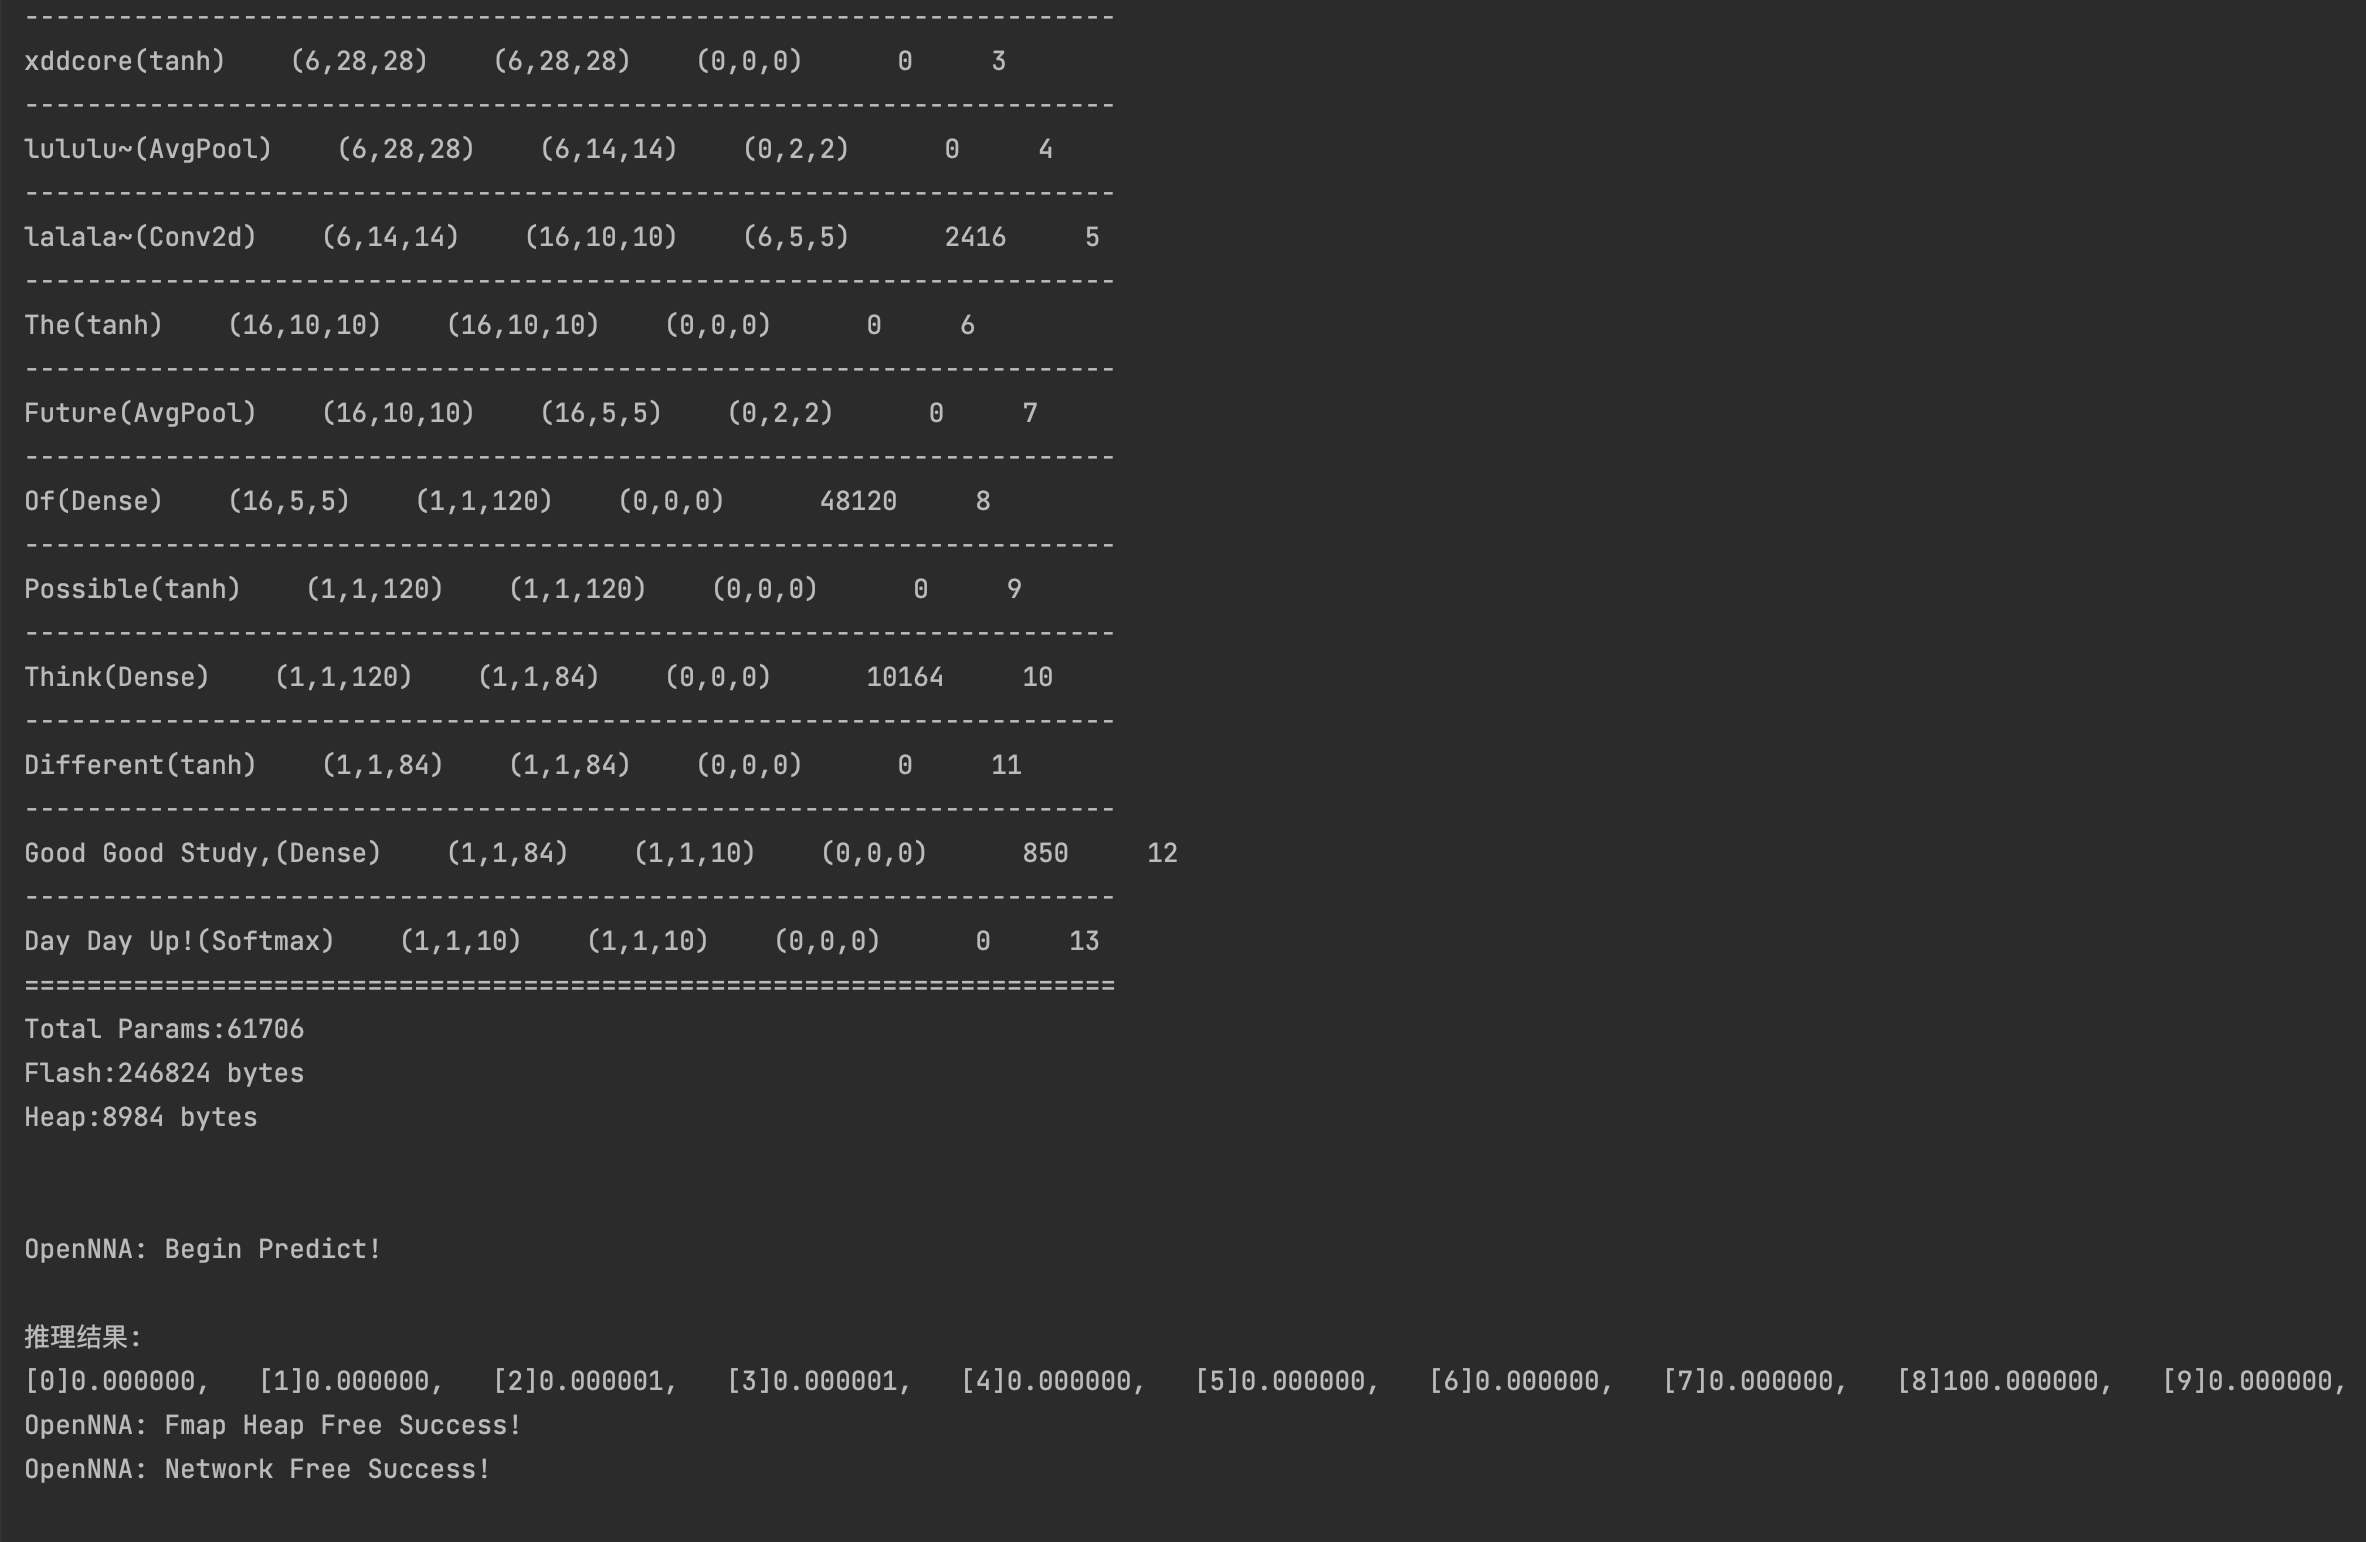 ----------------------------------------------------------------------
xddcore(tanh)    (6,28,28)    (6,28,28)    (0,0,0)      0     3
----------------------------------------------------------------------
lululu~(AvgPool)    (6,28,28)    (6,14,14)    (0,2,2)      0     4
----------------------------------------------------------------------
lalala~(Conv2d)    (6,14,14)    (16,10,10)    (6,5,5)      2416     5
----------------------------------------------------------------------
The(tanh)    (16,10,10)    (16,10,10)    (0,0,0)      0     6
----------------------------------------------------------------------
Future(AvgPool)    (16,10,10)    (16,5,5)    (0,2,2)      0     7
----------------------------------------------------------------------
Of(Dense)    (16,5,5)    (1,1,120)    (0,0,0)      48120     8
----------------------------------------------------------------------
Possible(tanh)    (1,1,120)    (1,1,120)    (0,0,0)      0     9
----------------------------------------------------------------------
Think(Dense)    (1,1,120)    (1,1,84)    (0,0,0)      10164     10
----------------------------------------------------------------------
Different(tanh)    (1,1,84)    (1,1,84)    (0,0,0)      0     11
----------------------------------------------------------------------
Good Good Study,(Dense)    (1,1,84)    (1,1,10)    (0,0,0)      850     12
----------------------------------------------------------------------
Day Day Up!(Softmax)    (1,1,10)    (1,1,10)    (0,0,0)      0     13
======================================================================
Total Params:61706
Flash:246824 bytes
Heap:8984 bytes
OpenNNA: Begin Predict!
推理结果:
[0]0.000000,   [1]0.000000,   [2]0.000001,   [3]0.000001,   [4]0.000000,   [5]0.000000,   [6]0.000000,   [7]0.000000,   [8]100.000000,   [9]0.000000,
OpenNNA: Fmap Heap Free Success!
OpenNNA: Network Free Success!